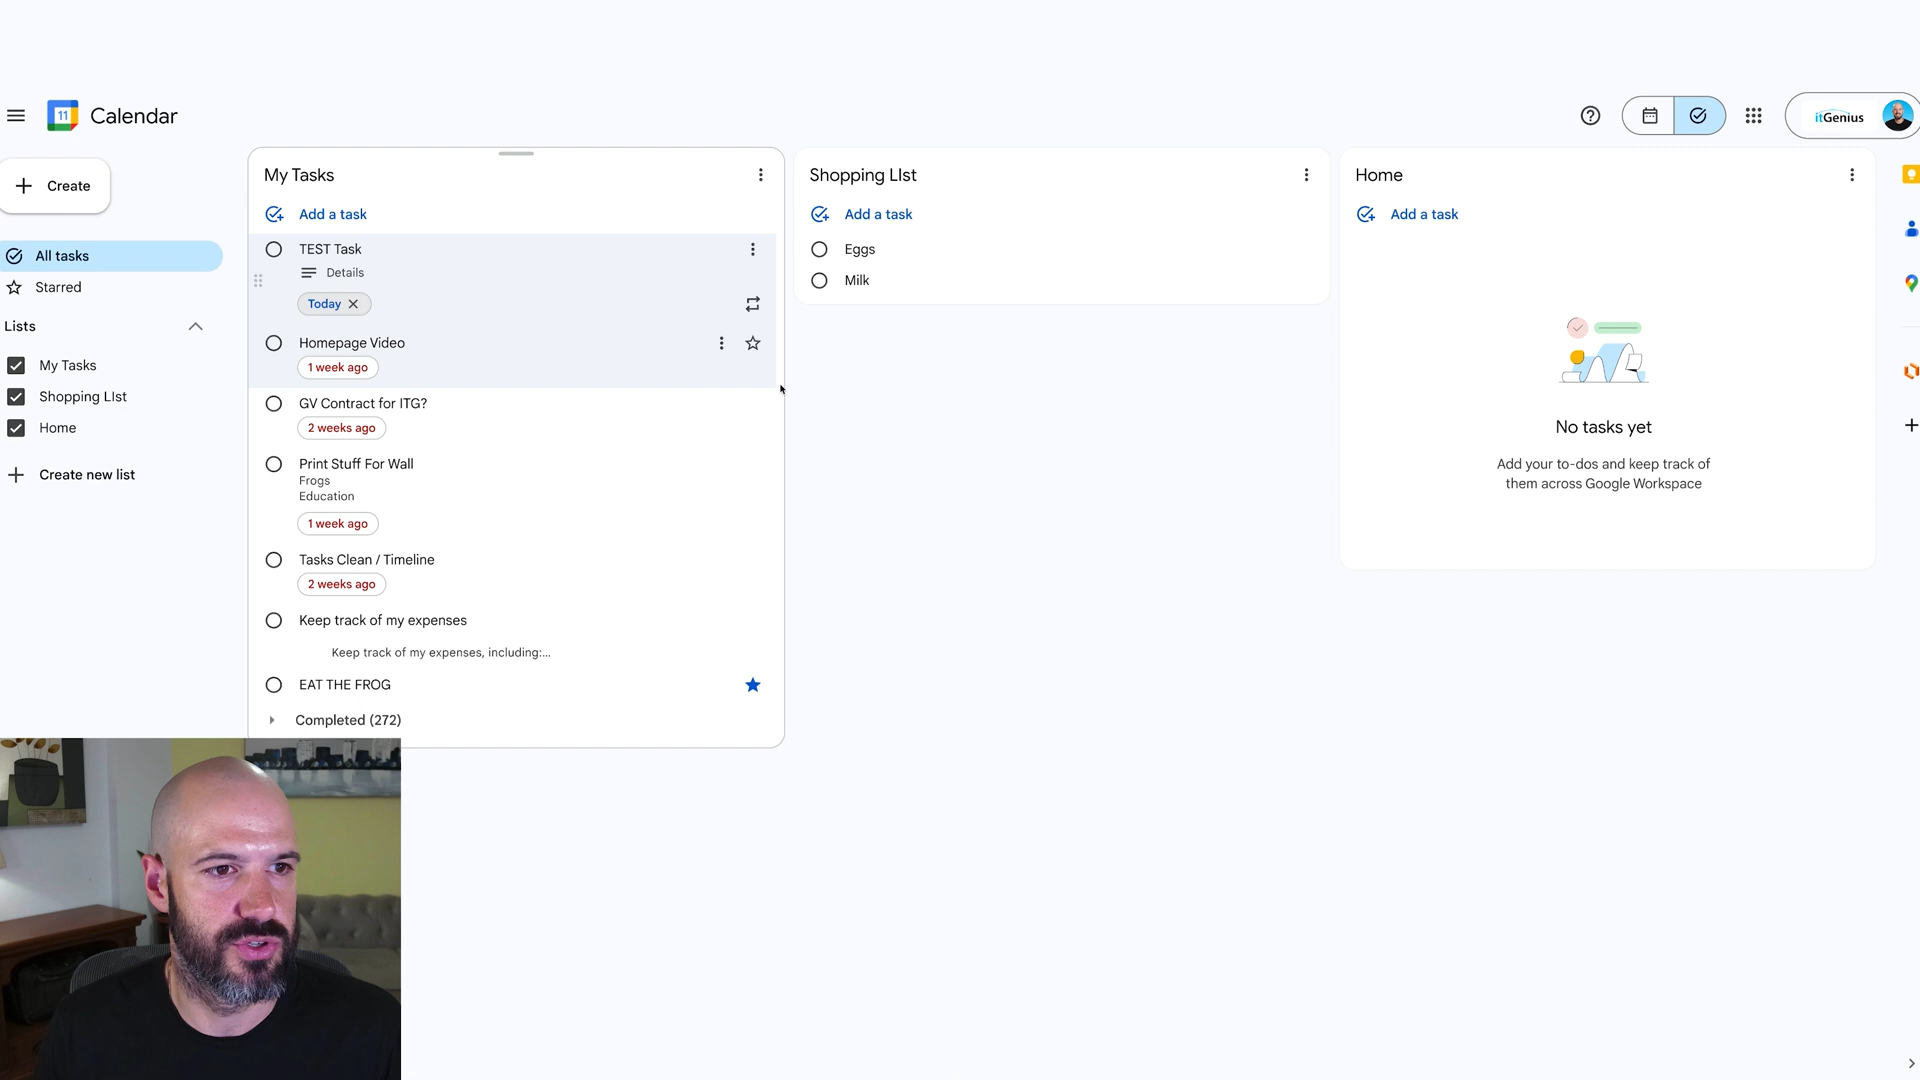 11
Calendar
itGenius
Create
All tasks
Starred
Lists
My Tasks
Shopping LIst
Home
Create new list
My Tasks
Add a task
TEST Task
Details
Today
Homepage Video
1 week ago
GV Contract for ITG?
2 weeks ago
Print Stuff For Wall
Frogs
Education
1 week ago
Tasks Clean / Timeline
2 weeks ago
Keep track of my expenses
Keep track of my expenses, including:...
EAT THE FROG
Completed (272)
Shopping LIst
Add a task
Eggs
Milk
Home
Add a task
No tasks yet
Add your to-dos and keep track of
them across Google Workspace